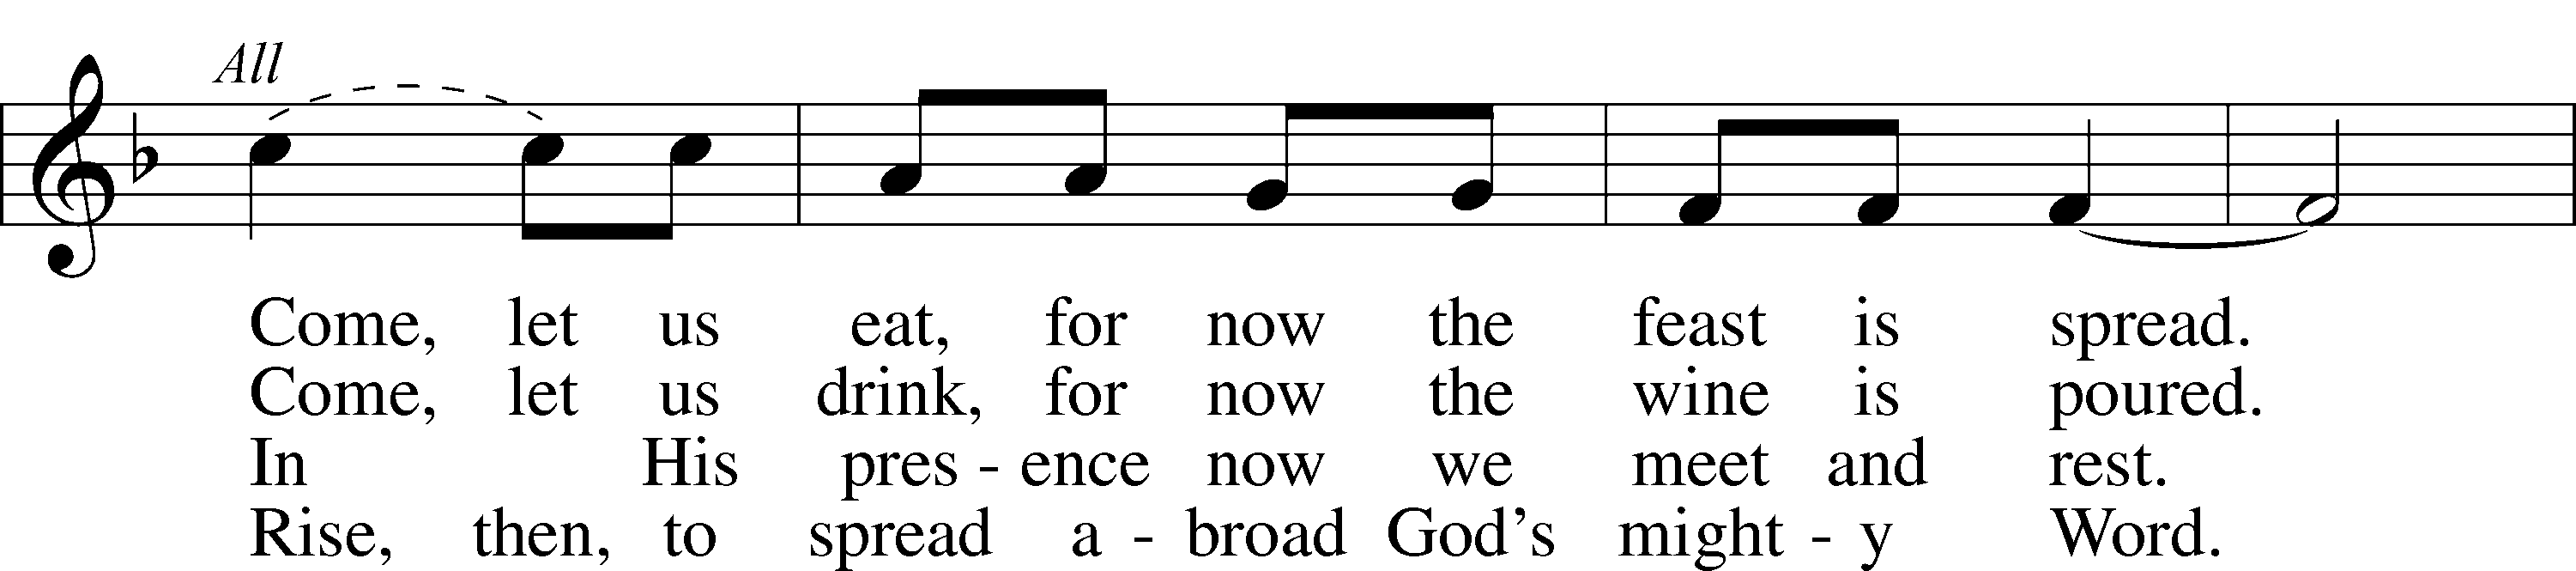 All
Come, let us eat, for now the feast is spread.
Come, let us drink, for now the wine is poured.
In His pres - ence now we meet and rest.
Rise, then, to spread a - broad God's might - y Word.